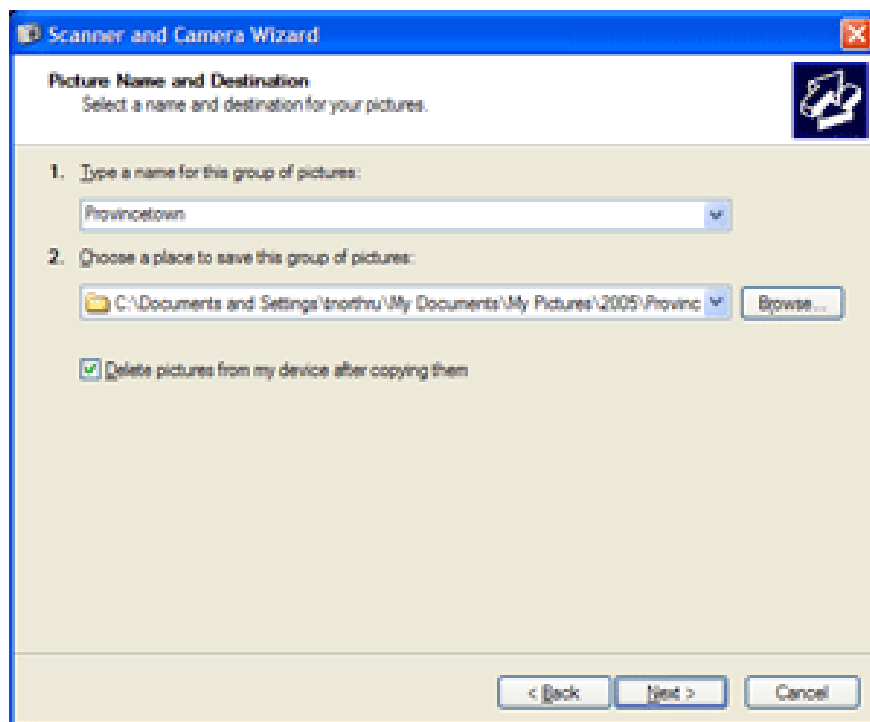 Scanner and Camera Wizard
Picture Name and Destination
Select a name and destination for your pictures.
1. Type a name for this group of pictures:
Provincetown
2. Choose a place to save this group of pictures:
C:\Documents and Settings\tnorthru\My Documents\My Pictures\2005\Provinc
Browse...
Delete pictures from my device after copying them
< Back
Next >
Cancel